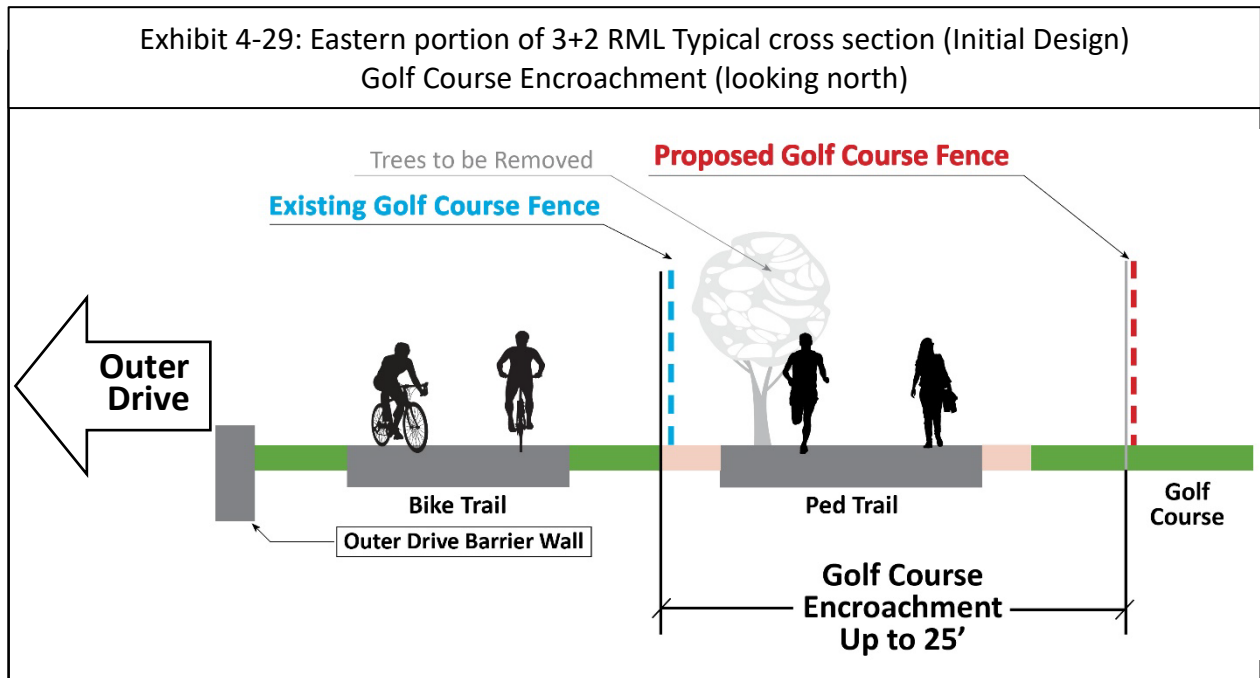 Exhibit 4-29: Eastern portion of 3+2 RML Typical cross section (Initial Design)
Golf Course Encroachment (looking north)
Trees to be Removed
Proposed Golf Course Fence
Existing Golf Course Fence
Outer
Drive
Bike Trail
Ped Trail
Golf
Course
Outer Drive Barrier Wall
Golf Course
Encroachment
Up to 25’